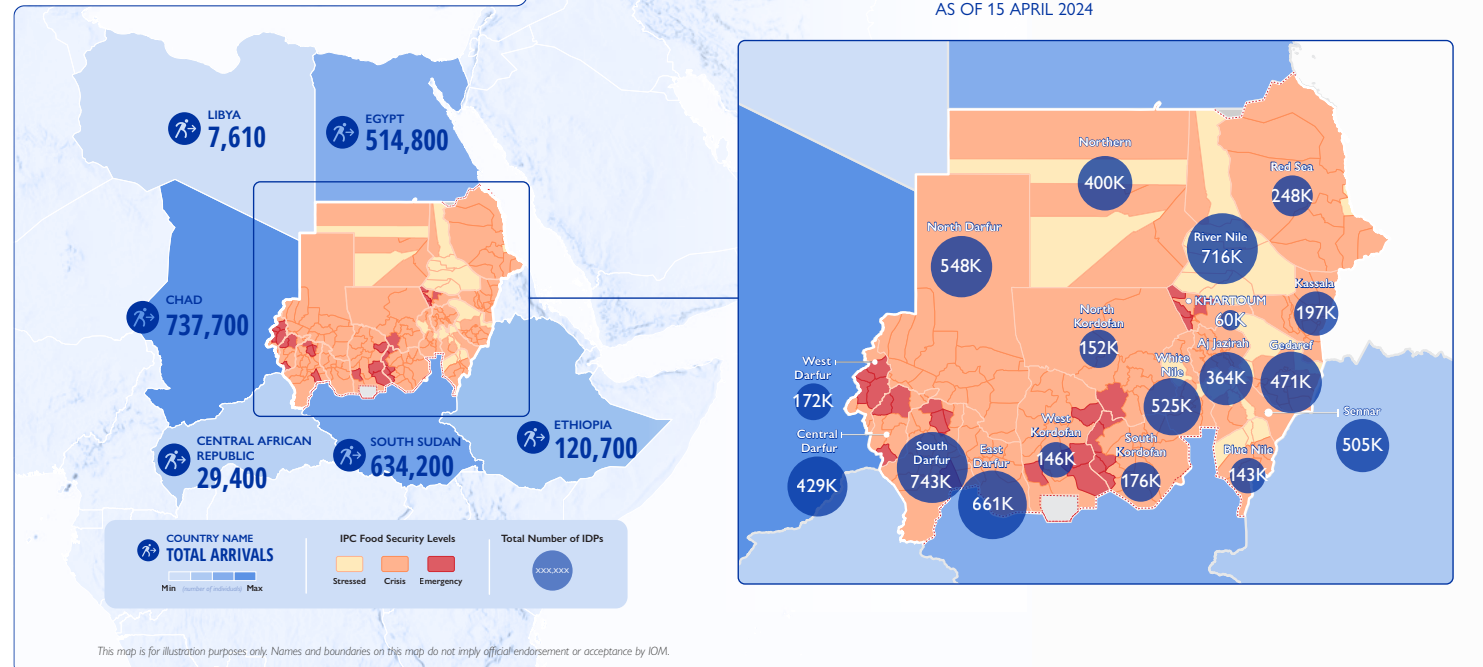 AS OF 15 APRIL 2024
LIBYA
7,610
EGYPT
514,800
CHAD
737,700
CENTRAL AFRICAN
REPUBLIC
29,400
SOUTH SUDAN
634,200
ETHIOPIA
120,700
COUNTRY NAME
TOTAL ARRIVALS
Min (number of individuals) Max
IPC Food Security Levels
Stressed Crisis Emergency
Total Number of IDPs
XXX,XXX
This map is for illustration purposes only. Names and boundaries on this map do not imply official endorsement or acceptance by IOM.
Northern
400K
Red Sea
248K
North Darfur
548K
River Nile
716K
Kassala
197K
KHARTOUM
60K
North
Kordofan
152K
Aj Jazirah
364K
Gedaref
471K
White
Nile
525K
West
Darfur
172K
Sennar
505K
Central
Darfur
429K
South
Darfur
743K
East
Darfur
661K
West
Kordofan
146K
South
Kordofan
176K
Blue Nile
143K